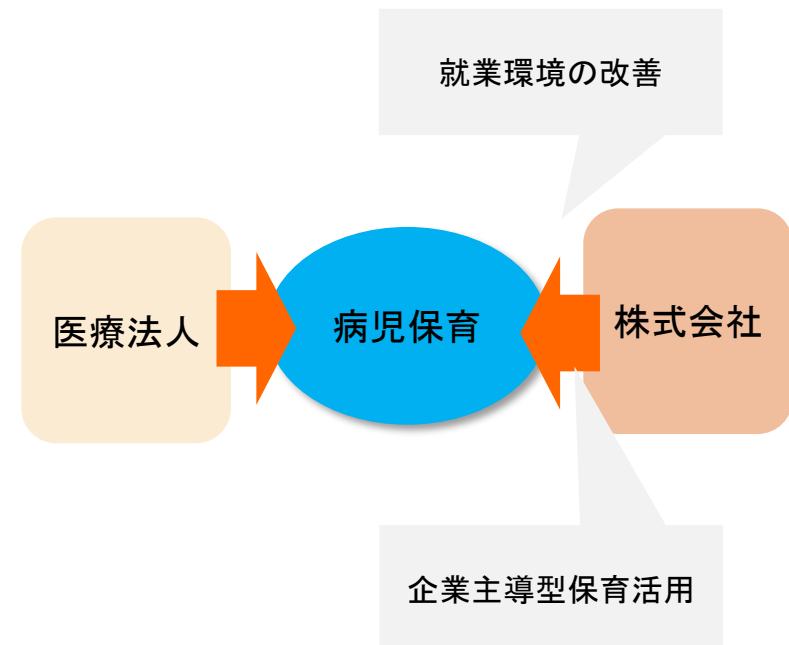 就業環境の改善
医療法人
病児保育
株式会社
企業主導型保育活用